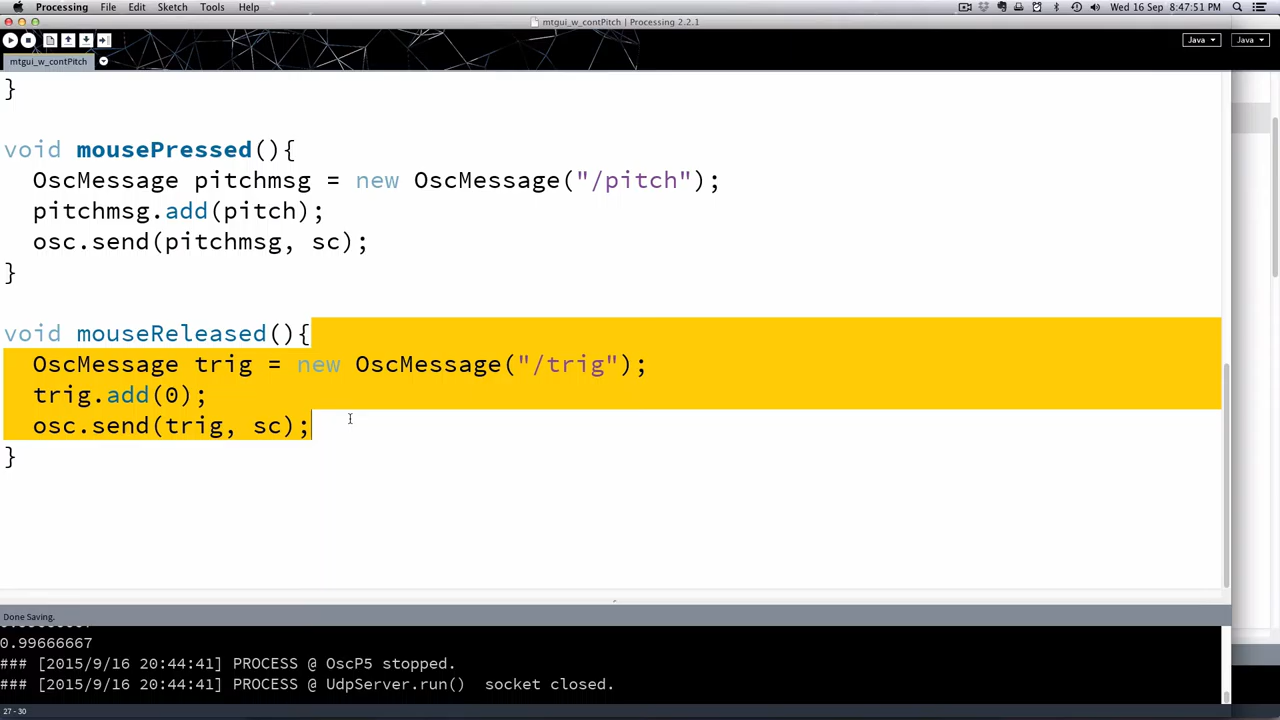 Processing File Edit Sketch Tools Help Wed 16 Sep 8:47:51 PM
mtgui_w_contPitch | Processing 2.2.1
Java Java
mtgui_w_contPitch
}
void mousePressed(){
OscMessage pitchmsg = new OscMessage("/pitch");
pitchmsg.add(pitch);
osc.send(pitchmsg, sc);
}
void mouseReleased(){
OscMessage trig = new OscMessage("/trig");
trig.add(0);
osc.send(trig, sc);
}
Done Saving.
0.99666667
### [2015/9/16 20:44:41] PROCESS @ OscP5 stopped.
### [2015/9/16 20:44:41] PROCESS @ UdpServer.run() socket closed.
27 - 30